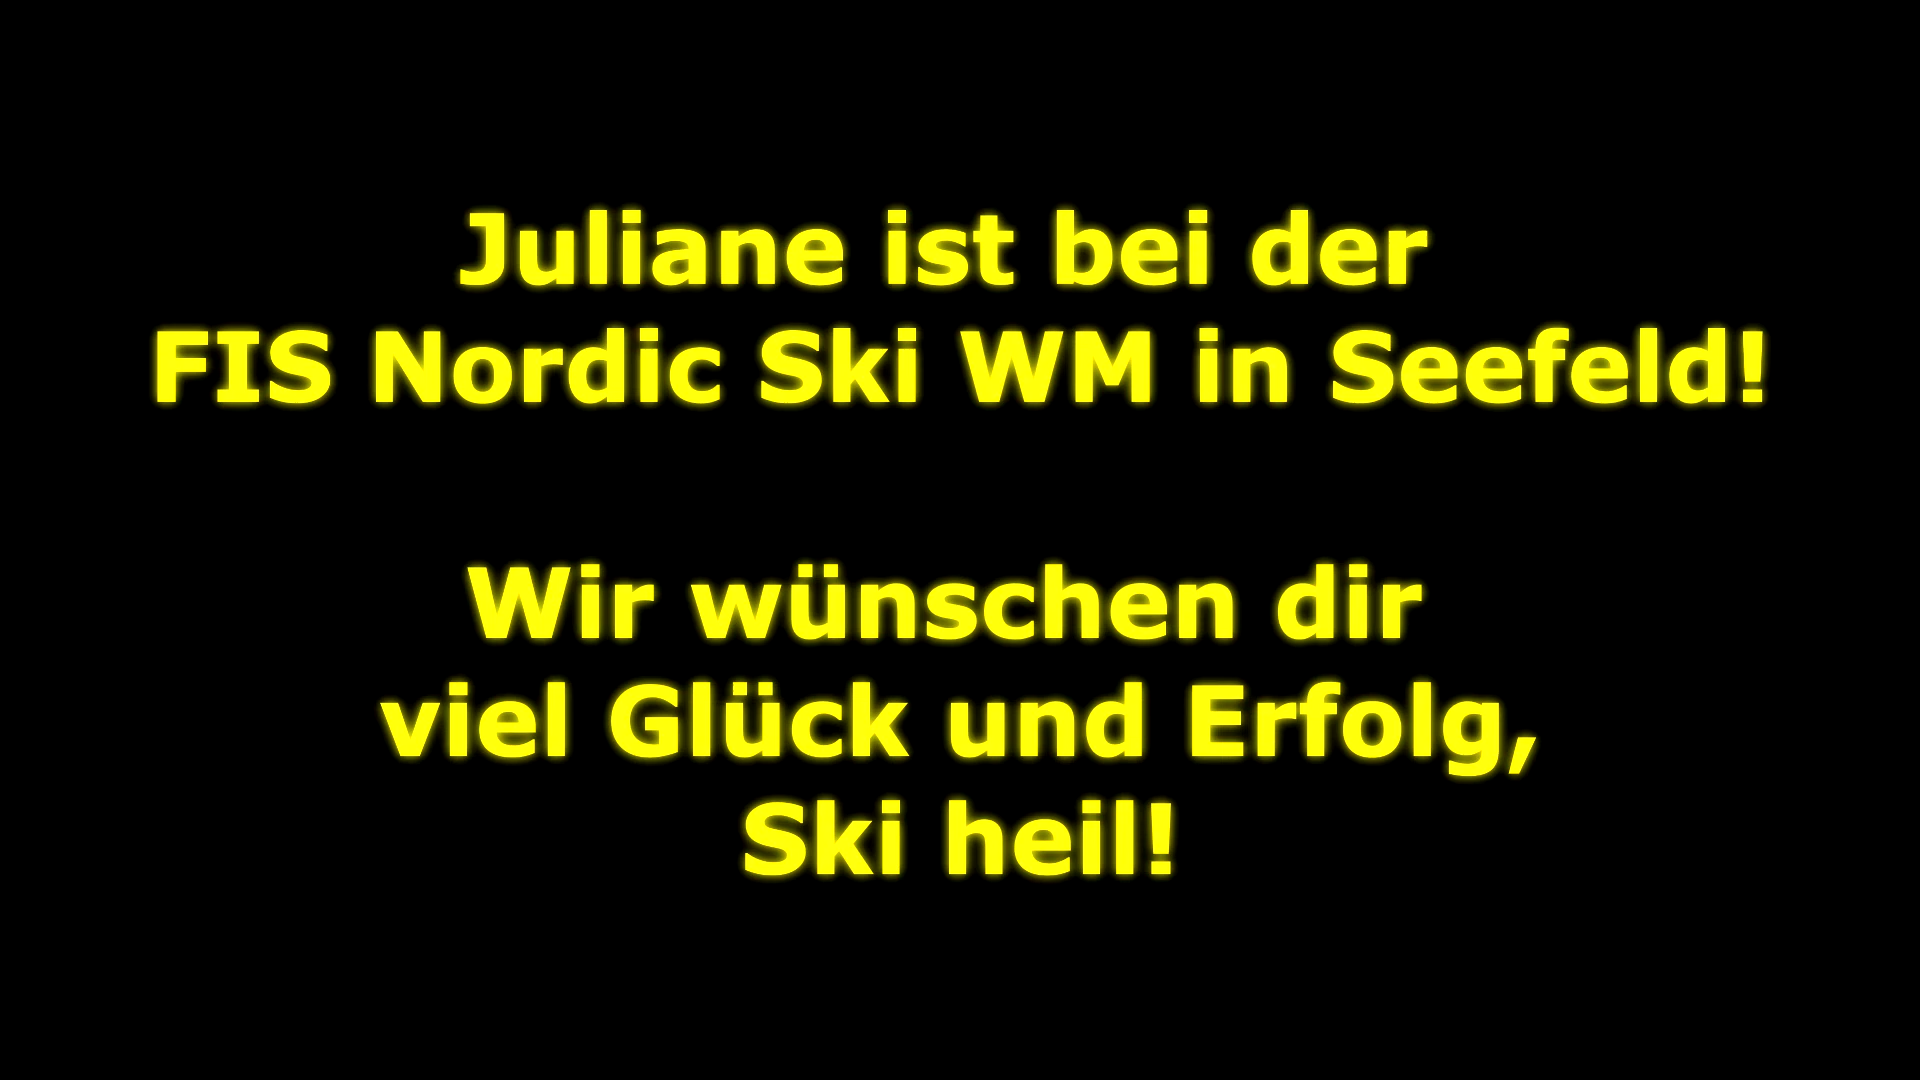 Juliane ist bei der
FIS Nordic Ski WM in Seefeld!
Wir wünschen dir
viel Glück und Erfolg,
Ski heil!